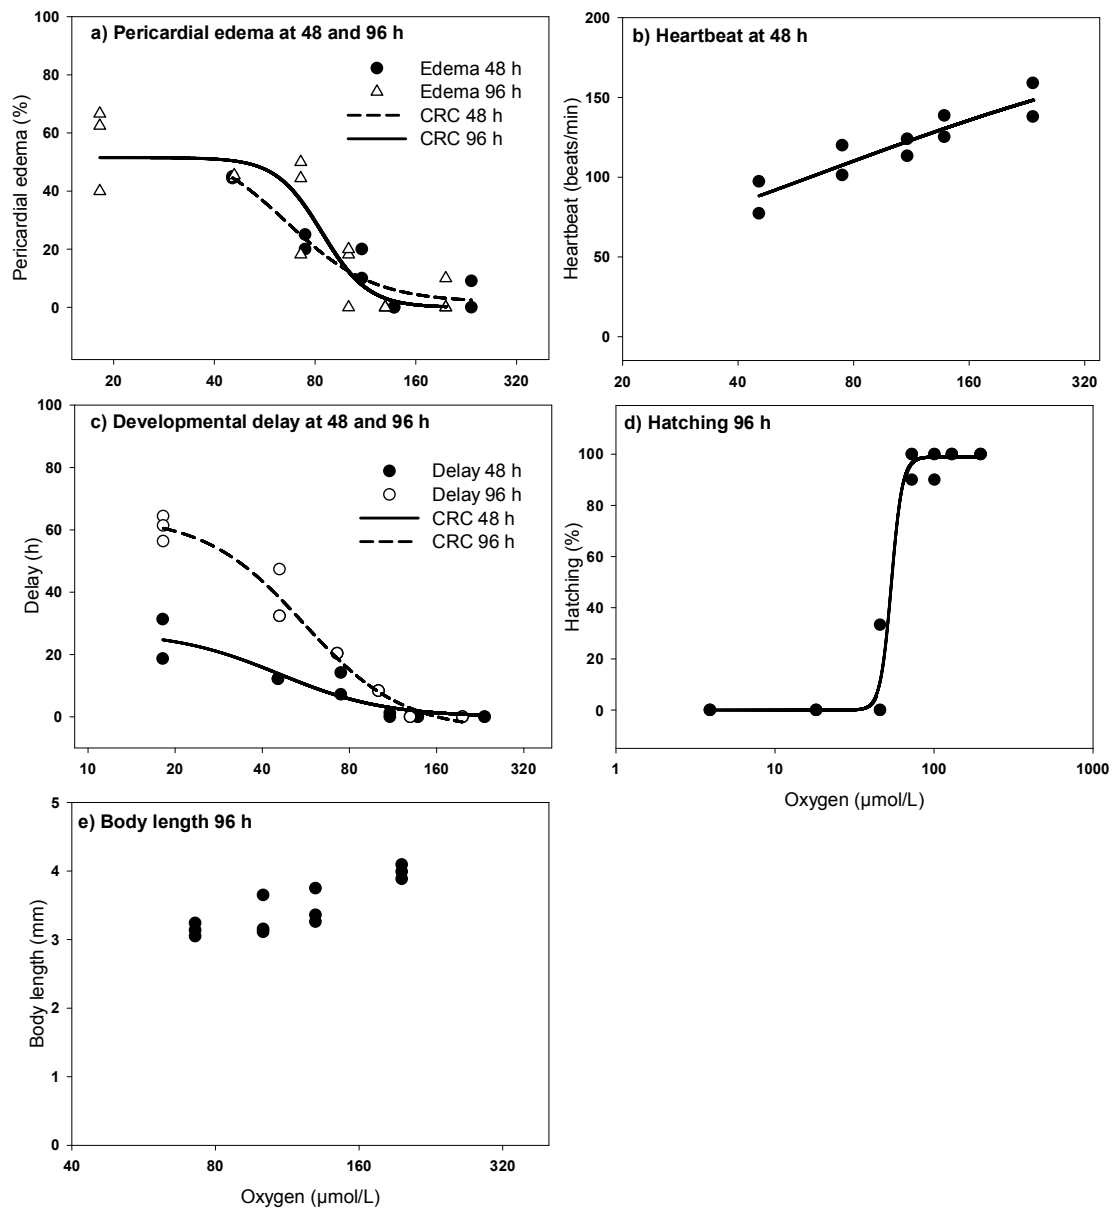 a) Pericardial edema at 48 and 96 h
Edema 48 h
Edema 96 h
CRC 48 h
CRC 96 h
Pericardial edema (%)
100
80
60
40
20
0
20 40 80 160 320
b) Heartbeat at 48 h
Heartbeat (beats/min)
200
150
100
50
0
20 40 80 160 320
c) Developmental delay at 48 and 96 h
Delay 48 h
Delay 96 h
CRC 48 h
CRC 96 h
Delay (h)
100
80
60
40
20
0
10 20 40 80 160 320
d) Hatching 96 h
Hatching (%)
100
80
60
40
20
0
1 10 100 1000
Oxygen (µmol/L)
e) Body length 96 h
Body length (mm)
5
4
3
2
1
0
40 80 160 320
Oxygen (µmol/L)